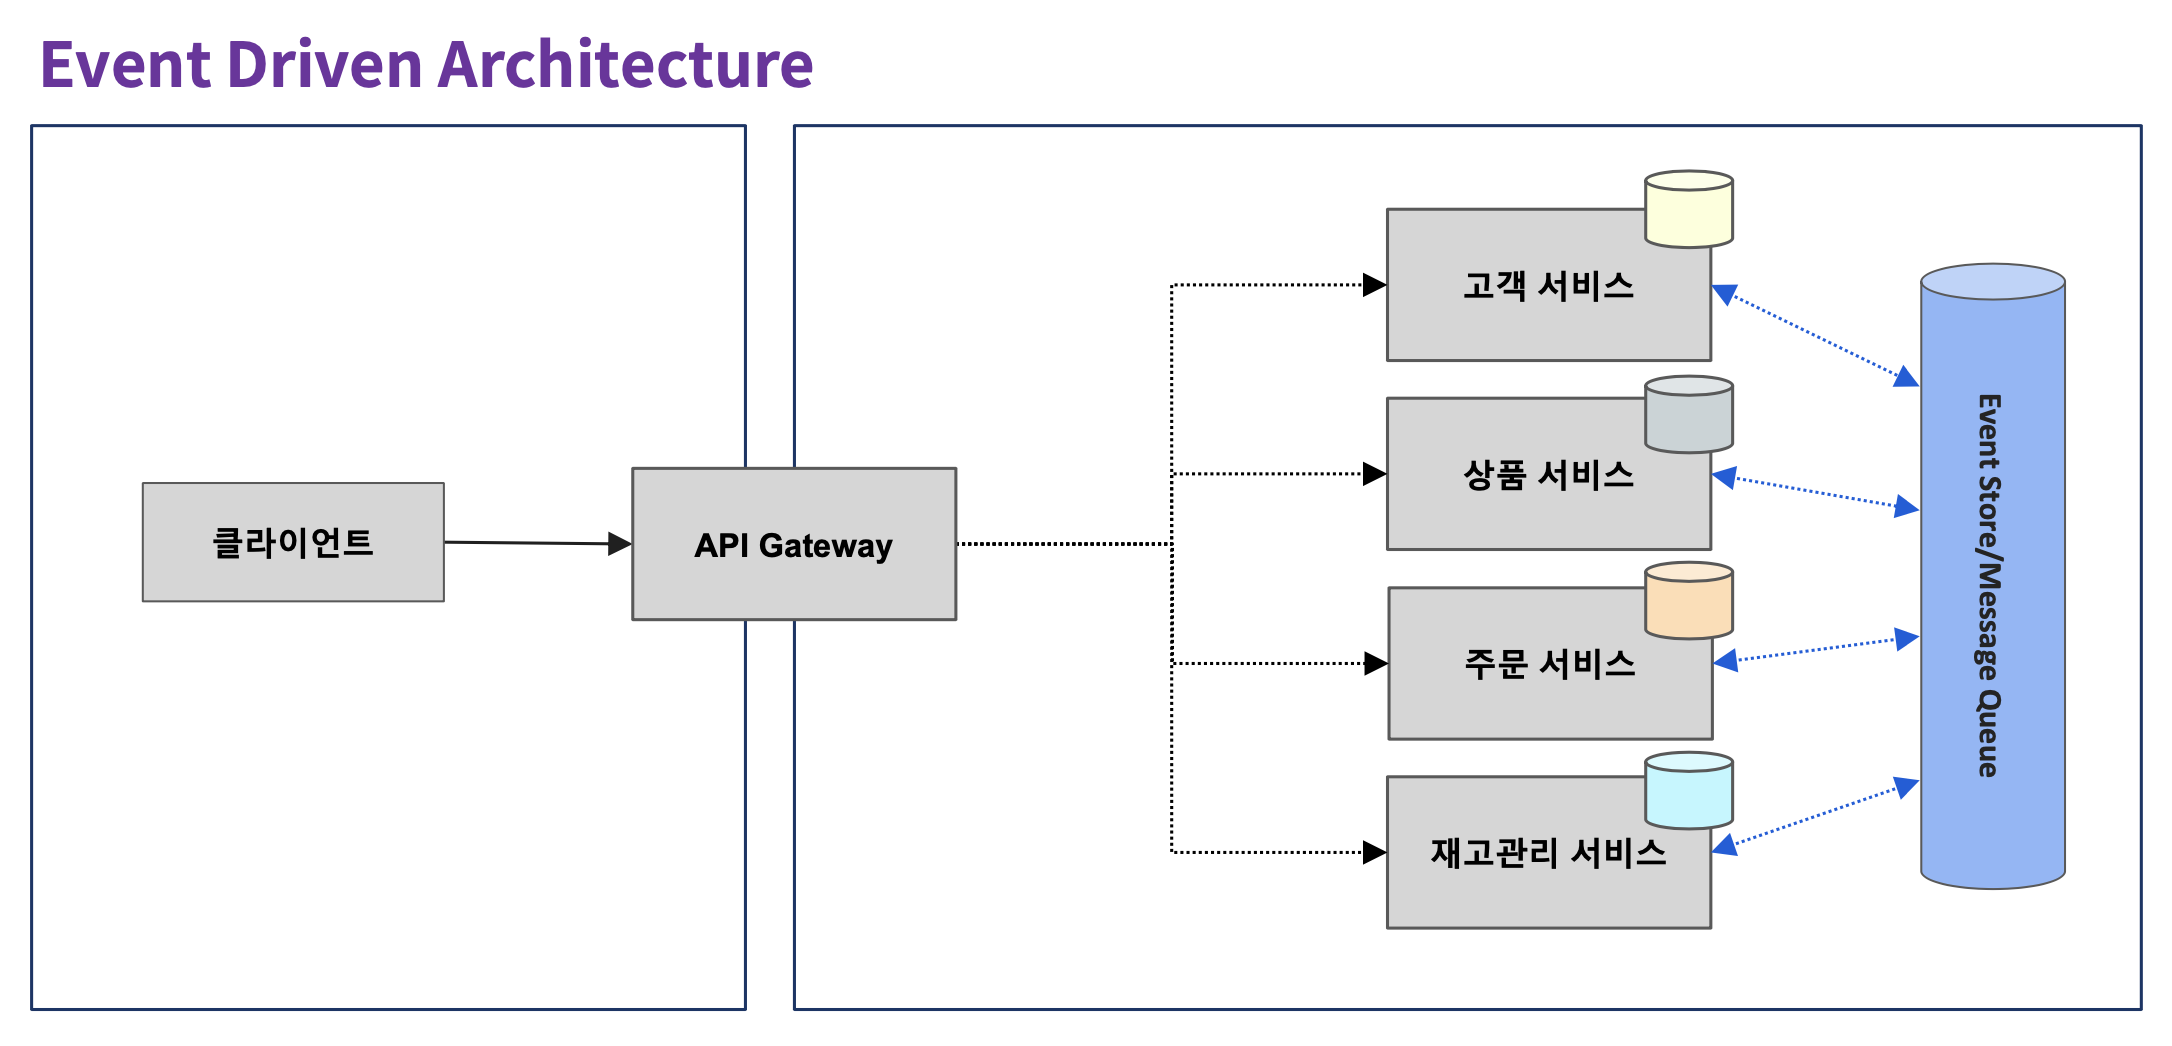 Event Driven Architecture
클라이언트
API Gateway
고객 서비스
상품 서비스
주문 서비스
재고관리 서비스
Event Store/Message Queue